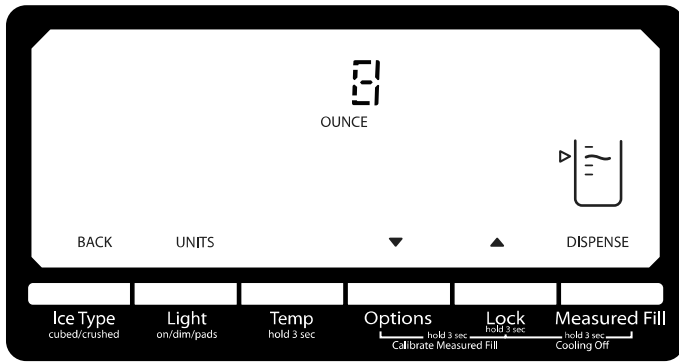 8
OUNCE
BACK UNITS ▼ ▲ DISPENSE
Ice Type Light Temp Options Lock Measured Fill
cubed/crushed on/dim/pads hold 3 sec hold 3 sec
hold 3 sec hold 3 sec
Calibrate Measured Fill Cooling Off